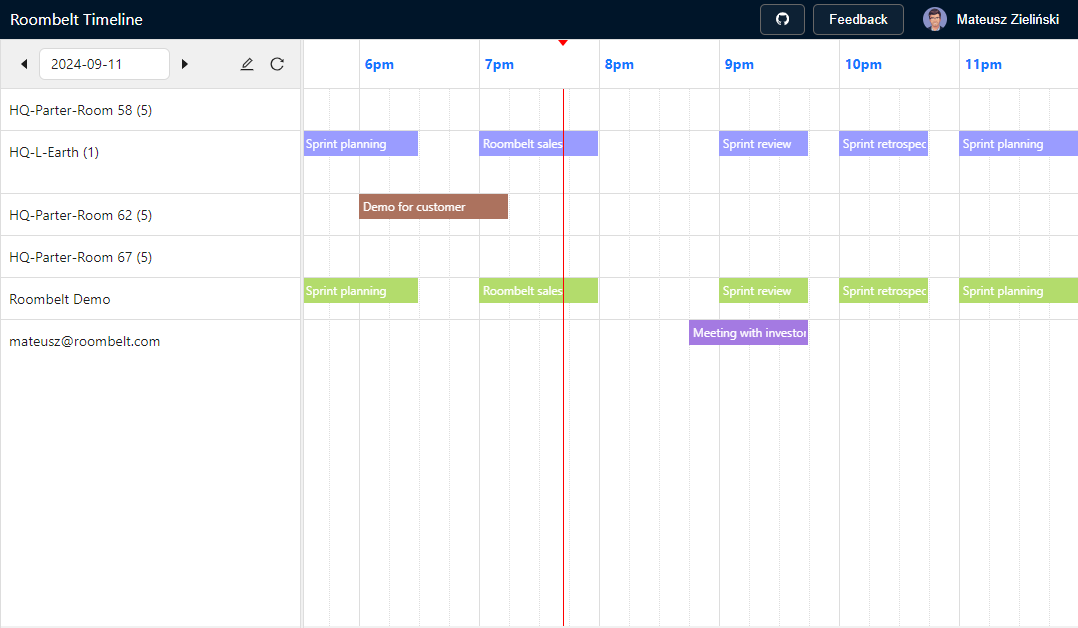 Roombelt Timeline
Feedback
Mateusz Zieliński
2024-09-11
6pm 7pm 8pm 9pm 10pm 11pm
HQ-Parter-Room 58 (5)
HQ-L-Earth (1)
Sprint planning Roombelt sales Sprint review Sprint retrospec Sprint planning
HQ-Parter-Room 62 (5)
Demo for customer
HQ-Parter-Room 67 (5)
Roombelt Demo
Sprint planning Roombelt sales Sprint review Sprint retrospec Sprint planning
mateusz@roombelt.com
Meeting with investor